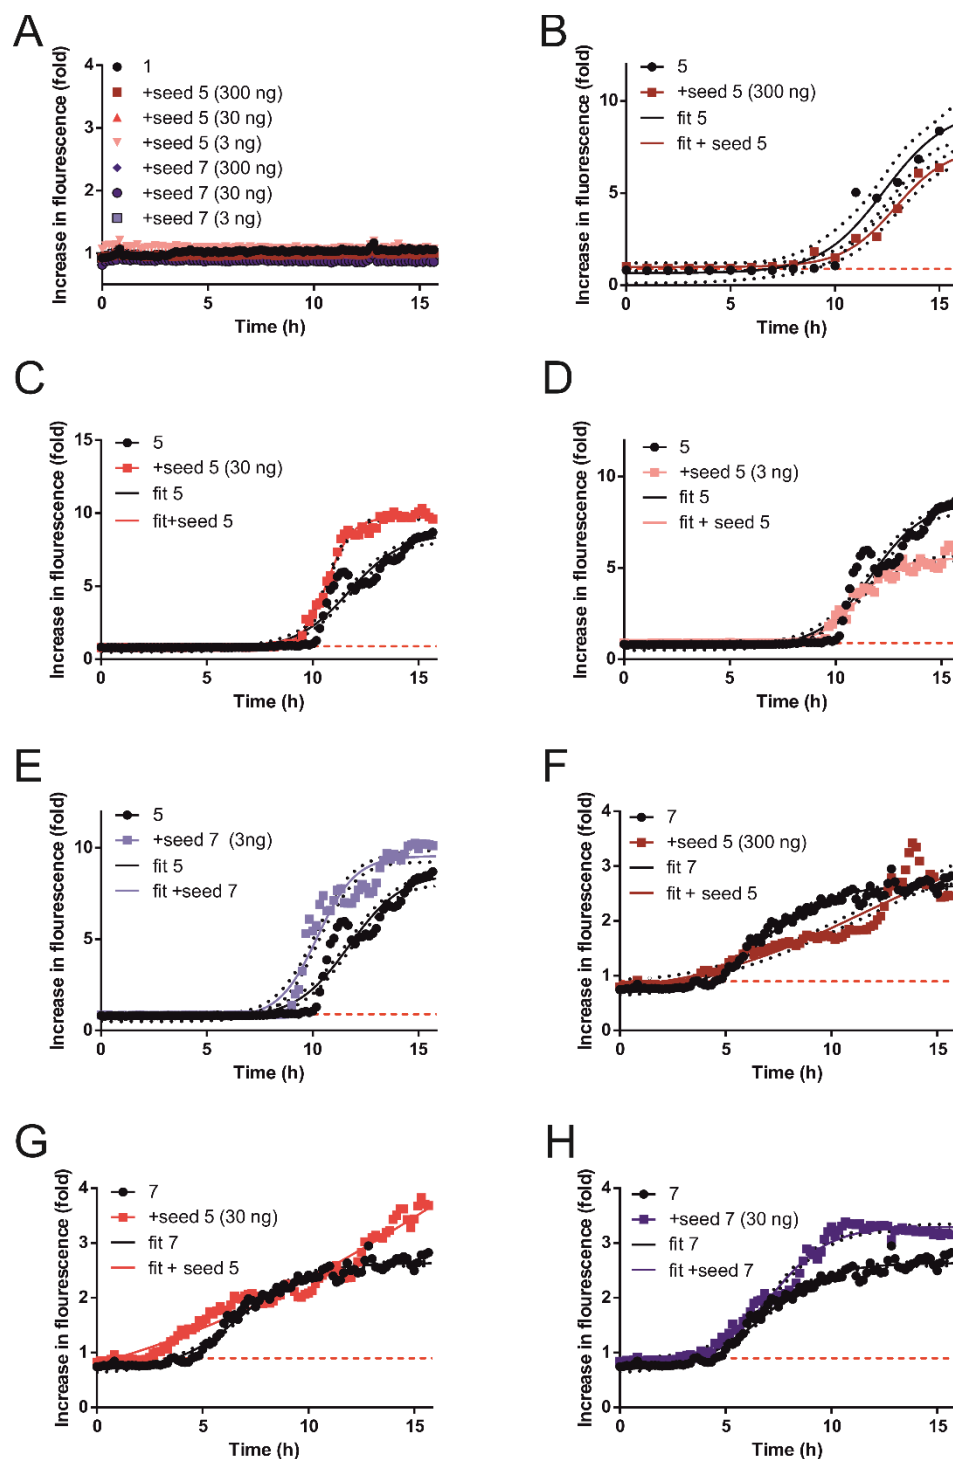 A
Increase in flourescence (fold)
4
3
2
1
1
+seed 5 (300 ng)
+seed 5 (30 ng)
+seed 5 (3 ng)
+seed 7 (300 ng)
+seed 7 (30 ng)
+seed 7 (3 ng)
0 5 10 15
Time (h)
B
Increase in fluorescence (fold)
10
5
0
5
+seed 5 (300 ng)
fit 5
fit + seed 5
0 5 10 15
Time (h)
C
Increase in flourescence (fold)
15
10
5
0
5
+seed 5 (30 ng)
fit 5
fit+seed 5
0 5 10 15
Time (h)
D
Increase in flourescence (fold)
10
5
0
5
+seed 5 (3 ng)
fit 5
fit + seed 5
0 5 10 15
Time (h)
E
Increase in flourescence (fold)
10
5
0
5
+seed 7 (3ng)
fit 5
fit +seed 7
0 5 10 15
Time (h)
F
Increase in flourescence (fold)
4
3
2
1
0
7
+seed 5 (300 ng)
fit 7
fit + seed 5
0 5 10 15
Time (h)
G
Increase in flourescence (fold)
4
3
2
1
0
7
+seed 5 (30 ng)
fit 7
fit + seed 5
0 5 10 15
Time (h)
H
Increase in flourescence (fold)
4
3
2
1
0
7
+seed 7 (30 ng)
fit 7
fit +seed 7
0 5 10 15
Time (h)